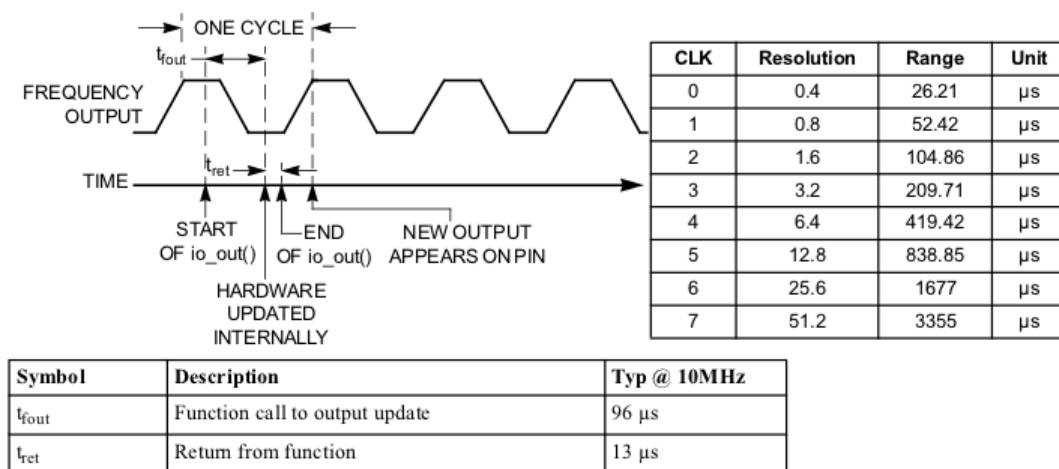 ONE CYCLE
tfout
FREQUENCY
OUTPUT
tret
TIME
START
OF io_out()
END
OF io_out()
NEW OUTPUT
APPEARS ON PIN
HARDWARE
UPDATED
INTERNALLY
CLK Resolution Range Unit
0 0.4 26.21 µs
1 0.8 52.42 µs
2 1.6 104.86 µs
3 3.2 209.71 µs
4 6.4 419.42 µs
5 12.8 838.85 µs
6 25.6 1677 µs
7 51.2 3355 µs
Symbol Description Typ @ 10MHz
tfout Function call to output update 96 µs
tret Return from function 13 µs